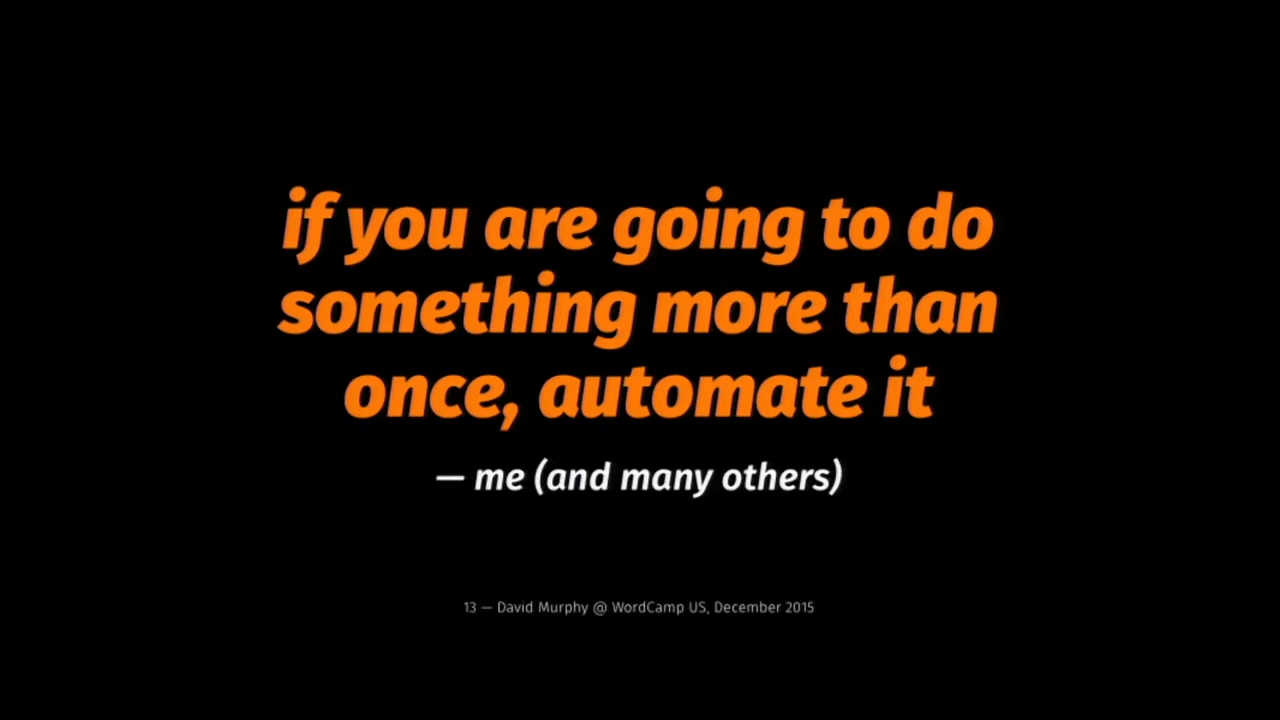 if you are going to do
something more than
once, automate it
— me (and many others)
13 — David Murphy @ WordCamp US, December 2015